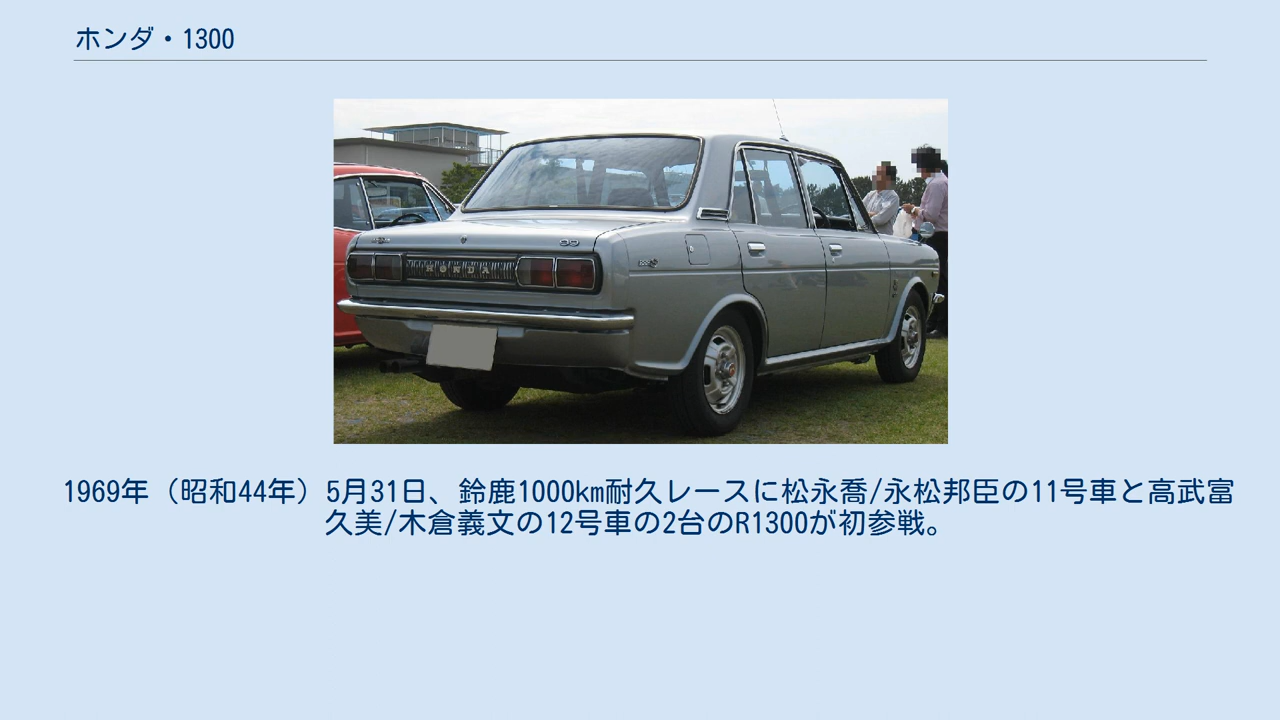 ホンダ・1300
HONDA
99
1969年（昭和44年）5月31日、鈴鹿1000km耐久レースに松永喬/永松邦臣の11号車と高武富
久美/木倉義文の12号車の2台のR1300が初参戦。